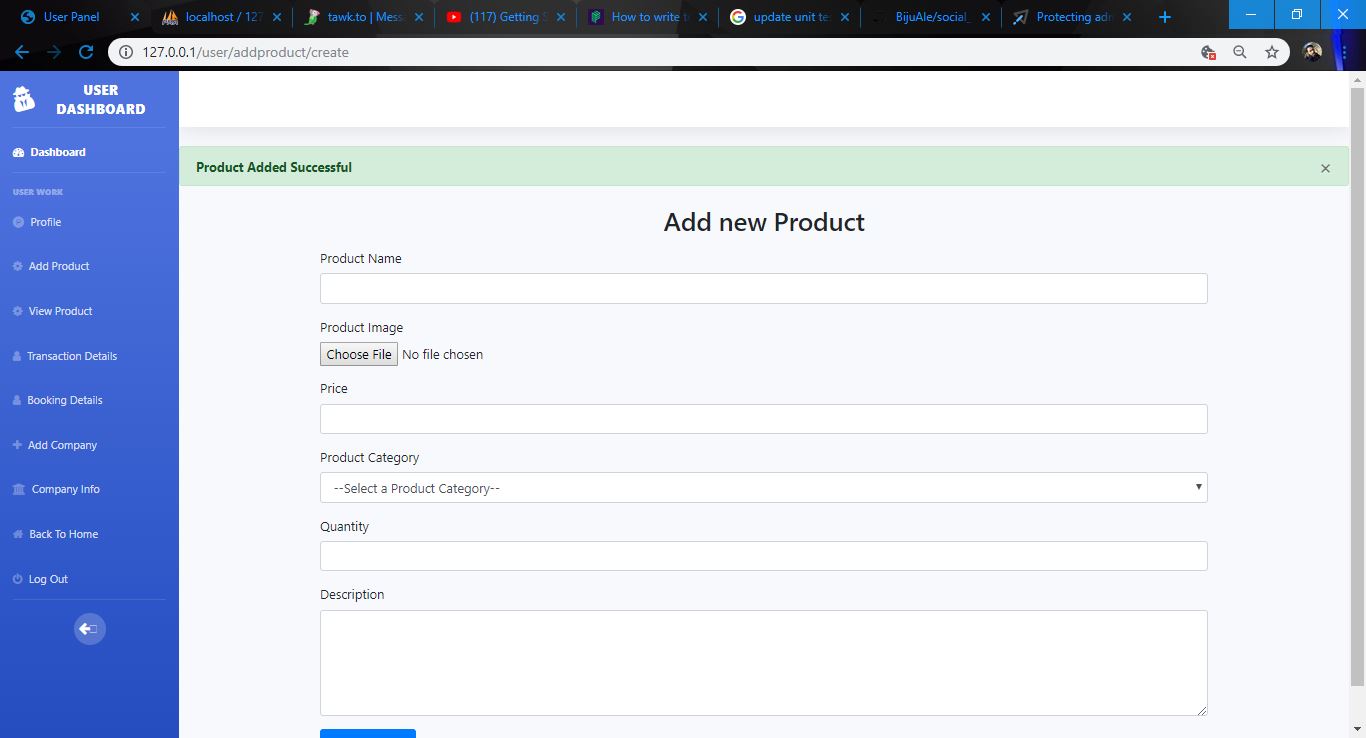 User Panel
localhost / 127
tawk.to | Mess
(117) Getting S
How to write t
update unit te
BijuAle/social_
Protecting adm
127.0.0.1/user/addproduct/create
USER
DASHBOARD
Dashboard
USER WORK
Profile
Add Product
View Product
Transaction Details
Booking Details
Add Company
Company Info
Back To Home
Log Out
Product Added Successful
×
Add new Product
Product Name
Product Image
Choose File No file chosen
Price
Product Category
--Select a Product Category--
Quantity
Description